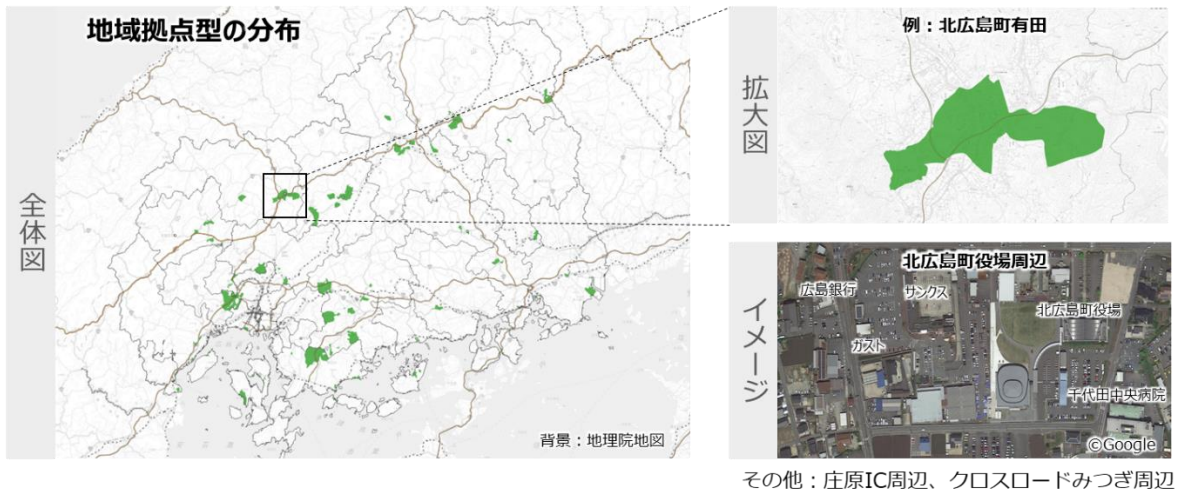 地域拠点型の分布
全体図
背景：地理院地図
拡大図
例：北広島町有田
イメージ
北広島町役場周辺
広島銀行
サンクス
北広島町役場
ガスト
千代田中央病院
©Google
その他：庄原IC周辺、クロスロードみつぎ周辺